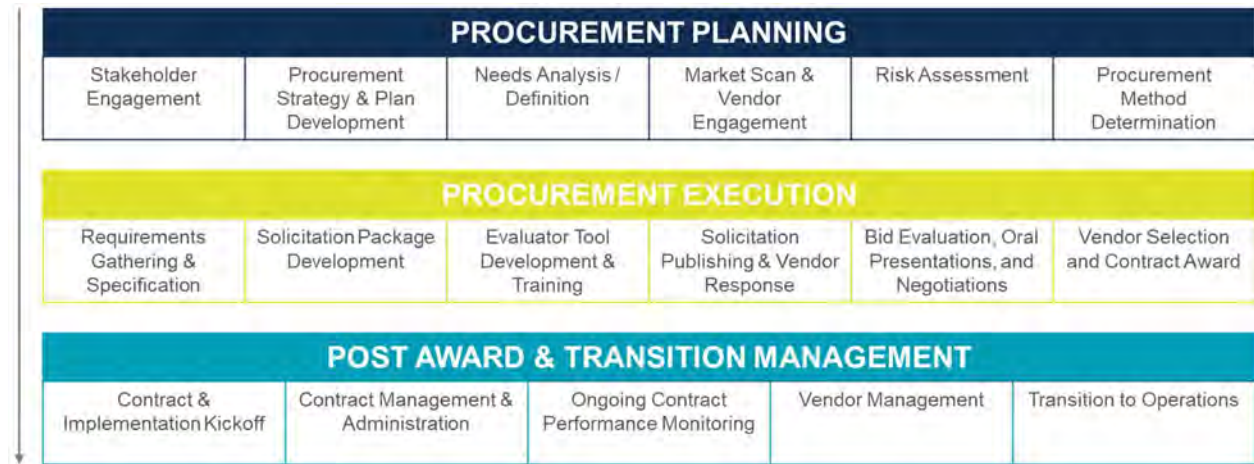 PROCUREMENT PLANNING
Stakeholder
Engagement
Procurement
Strategy & Plan
Development
Needs Analysis /
Definition
Market Scan &
Vendor
Engagement
Risk Assessment
Procurement
Method
Determination
PROCUREMENT EXECUTION
Requirements
Gathering &
Specification
Solicitation Package
Development
Evaluator Tool
Development &
Training
Solicitation
Publishing & Vendor
Response
Bid Evaluation, Oral
Presentations, and
Negotiations
Vendor Selection
and Contract Award
POST AWARD & TRANSITION MANAGEMENT
Contract &
Implementation Kickoff
Contract Management &
Administration
Ongoing Contract
Performance Monitoring
Vendor Management
Transition to Operations